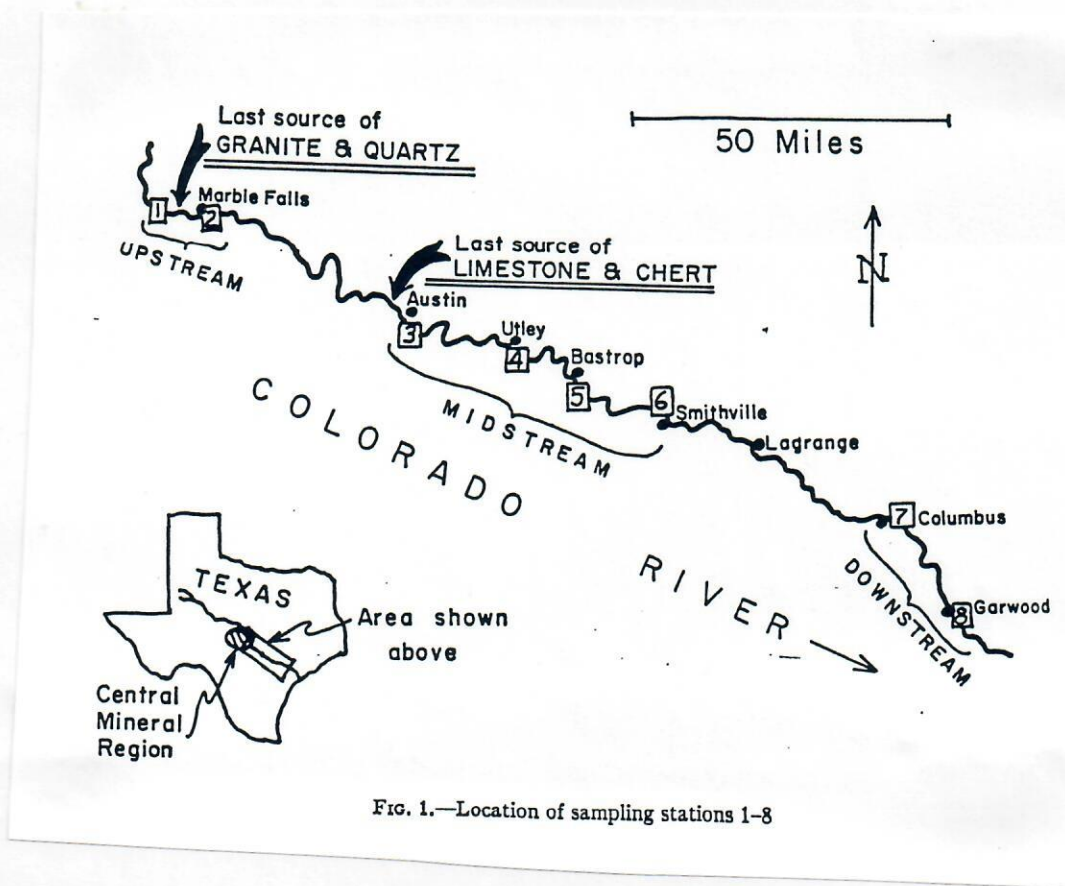 Last source of
GRANITE & QUARTZ
50 Miles
Marble Falls
1
2
UPSTREAM
N
Last source of
LIMESTONE & CHERT
Austin
3
Utley
4
Bastrop
5
6
Smithville
MIDSTREAM
Lagrange
COLORADO
7
Columbus
RIVER
DOWNSTREAM
8
Garwood
TEXAS
Area shown
above
Central
Mineral
Region
FIG. 1.—Location of sampling stations 1-8